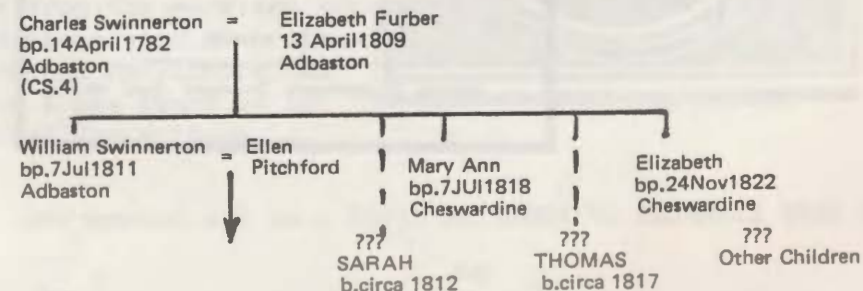 Charles Swinnerton =
bp.14April1782
Adbaston
(CS.4)
Elizabeth Furber
13 April1809
Adbaston
William Swinnerton =
bp.7Jul1811
Adbaston
Ellen
Pitchford
Mary Ann
bp.7JUl1818
Cheswardine
Elizabeth
bp.24Nov1822
Cheswardine
???
SARAH
b.circa 1812
???
THOMAS
b.circa 1817
???
Other Children